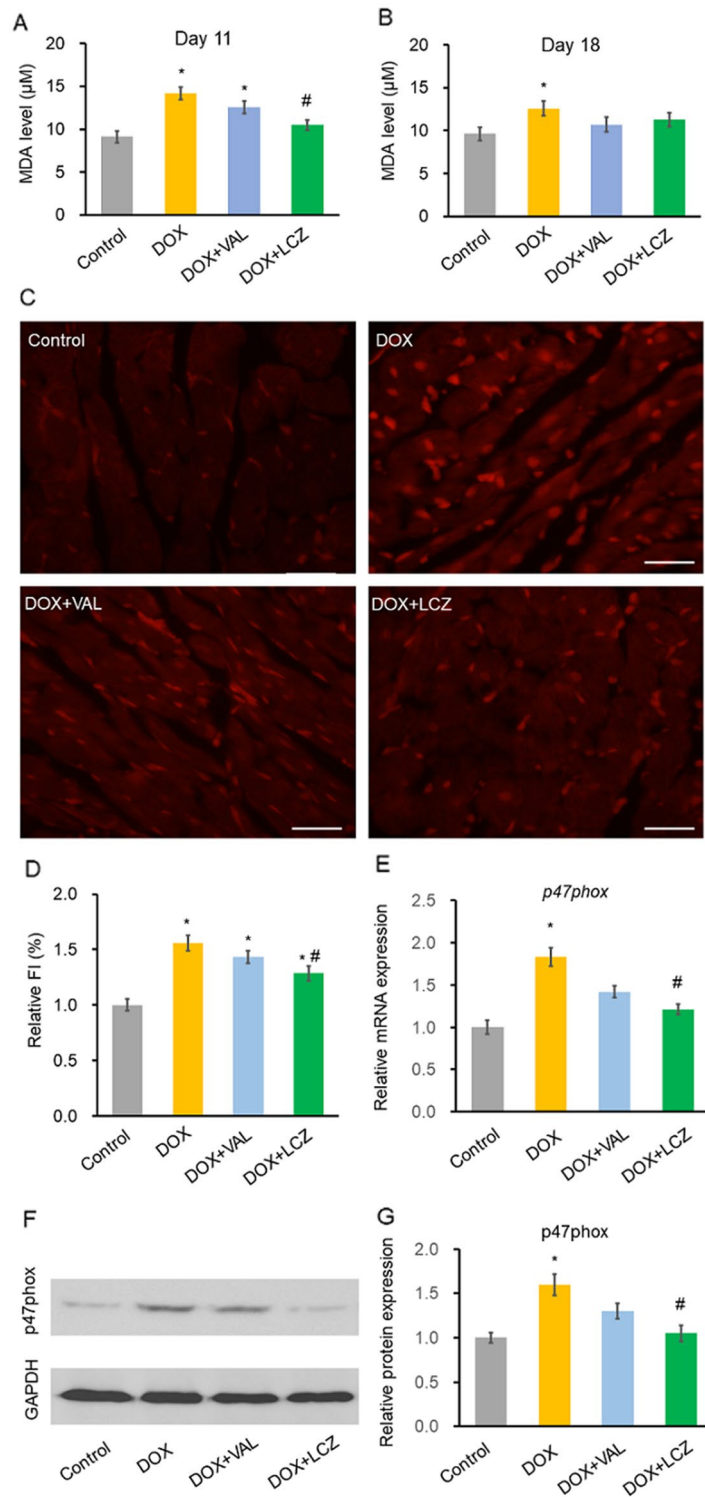 A
Day 11
MDA level (μM)
20
15
10
5
0
*
*
#
Control
DOX
DOX+VAL
DOX+LCZ
B
Day 18
MDA level (μM)
20
15
10
5
0
*
Control
DOX
DOX+VAL
DOX+LCZ
C
Control
DOX
DOX+VAL
DOX+LCZ
D
Relative FI (%)
2.0
1.5
1.0
0.5
0.0
*
*
* #
Control
DOX
DOX+VAL
DOX+LCZ
E
p47phox
Relative mRNA expression
2.5
2.0
1.5
1.0
0.5
0.0
*
#
Control
DOX
DOX+VAL
DOX+LCZ
F
p47phox
GAPDH
Control
DOX
DOX+VAL
DOX+LCZ
G
p47phox
Relative protein expression
2.0
1.5
1.0
0.5
0.0
*
#
Control
DOX
DOX+VAL
DOX+LCZ